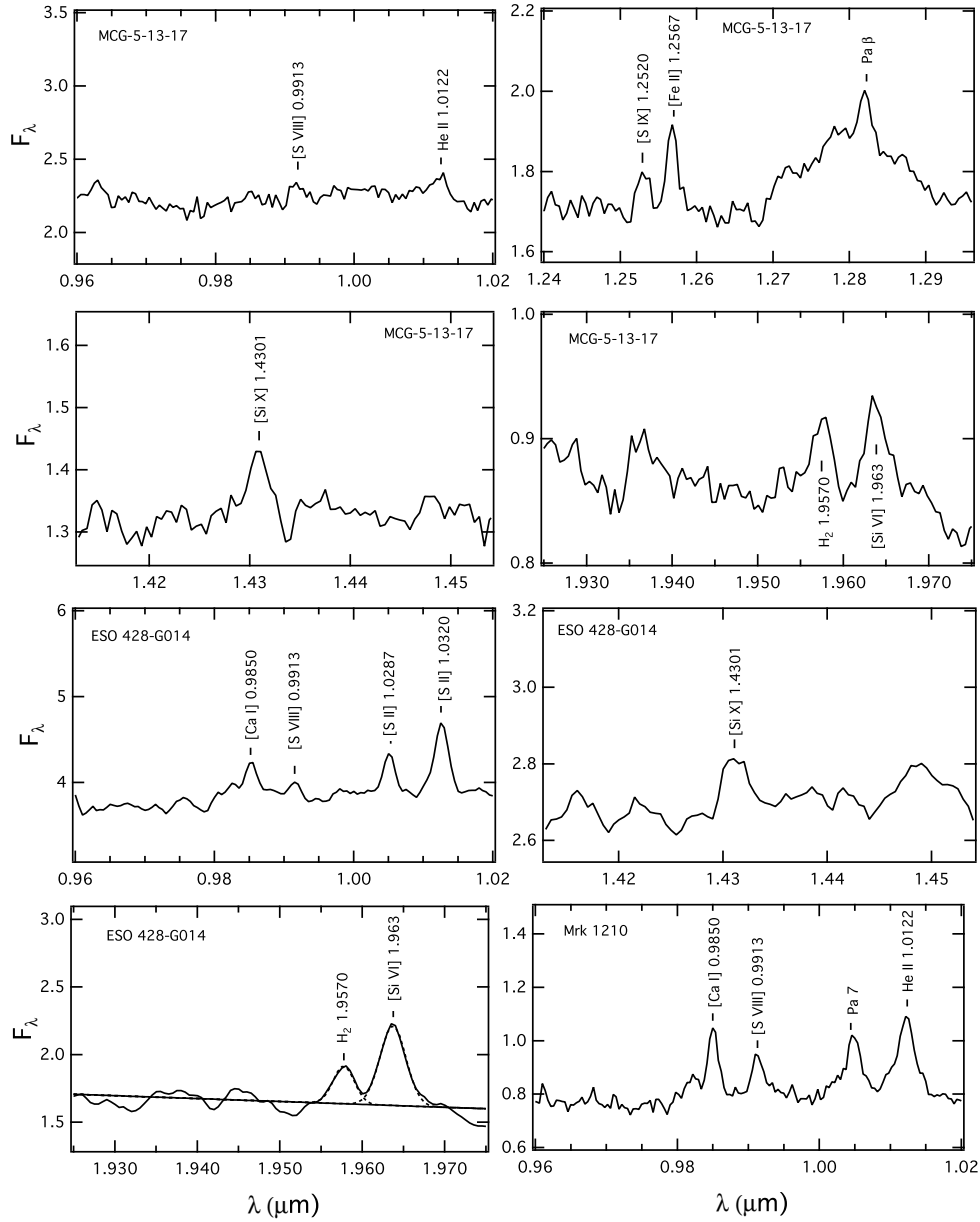 MCG-5-13-17
[S VIII] 0.9913
He II 1.0122
Fλ
3.5
3.0
2.5
2.0
0.96
0.98
1.00
1.02
MCG-5-13-17
[S IX] 1.2520
[Fe II] 1.2567
Pa β
2.2
2.0
1.8
1.6
1.24
1.25
1.26
1.27
1.28
1.29
MCG-5-13-17
[Si X] 1.4301
Fλ
1.6
1.5
1.4
1.3
1.42
1.43
1.44
1.45
MCG-5-13-17
H2 1.9570
[Si VI] 1.963
1.0
0.9
0.8
1.930
1.940
1.950
1.960
1.970
ESO 428-G014
[Ca I] 0.9850
[S VIII] 0.9913
[S II] 1.0287
[S II] 1.0320
Fλ
6
5
4
0.96
0.98
1.00
1.02
ESO 428-G014
[Si X] 1.4301
3.2
3.0
2.8
2.6
1.42
1.43
1.44
1.45
ESO 428-G014
H2 1.9570
[Si VI] 1.963
Fλ
3.0
2.5
2.0
1.5
1.930
1.940
1.950
1.960
1.970
λ (μm)
Mrk 1210
[Ca I] 0.9850
[S VIII] 0.9913
Pa 7
He II 1.0122
1.4
1.2
1.0
0.8
0.6
0.96
0.98
1.00
1.02
λ (μm)